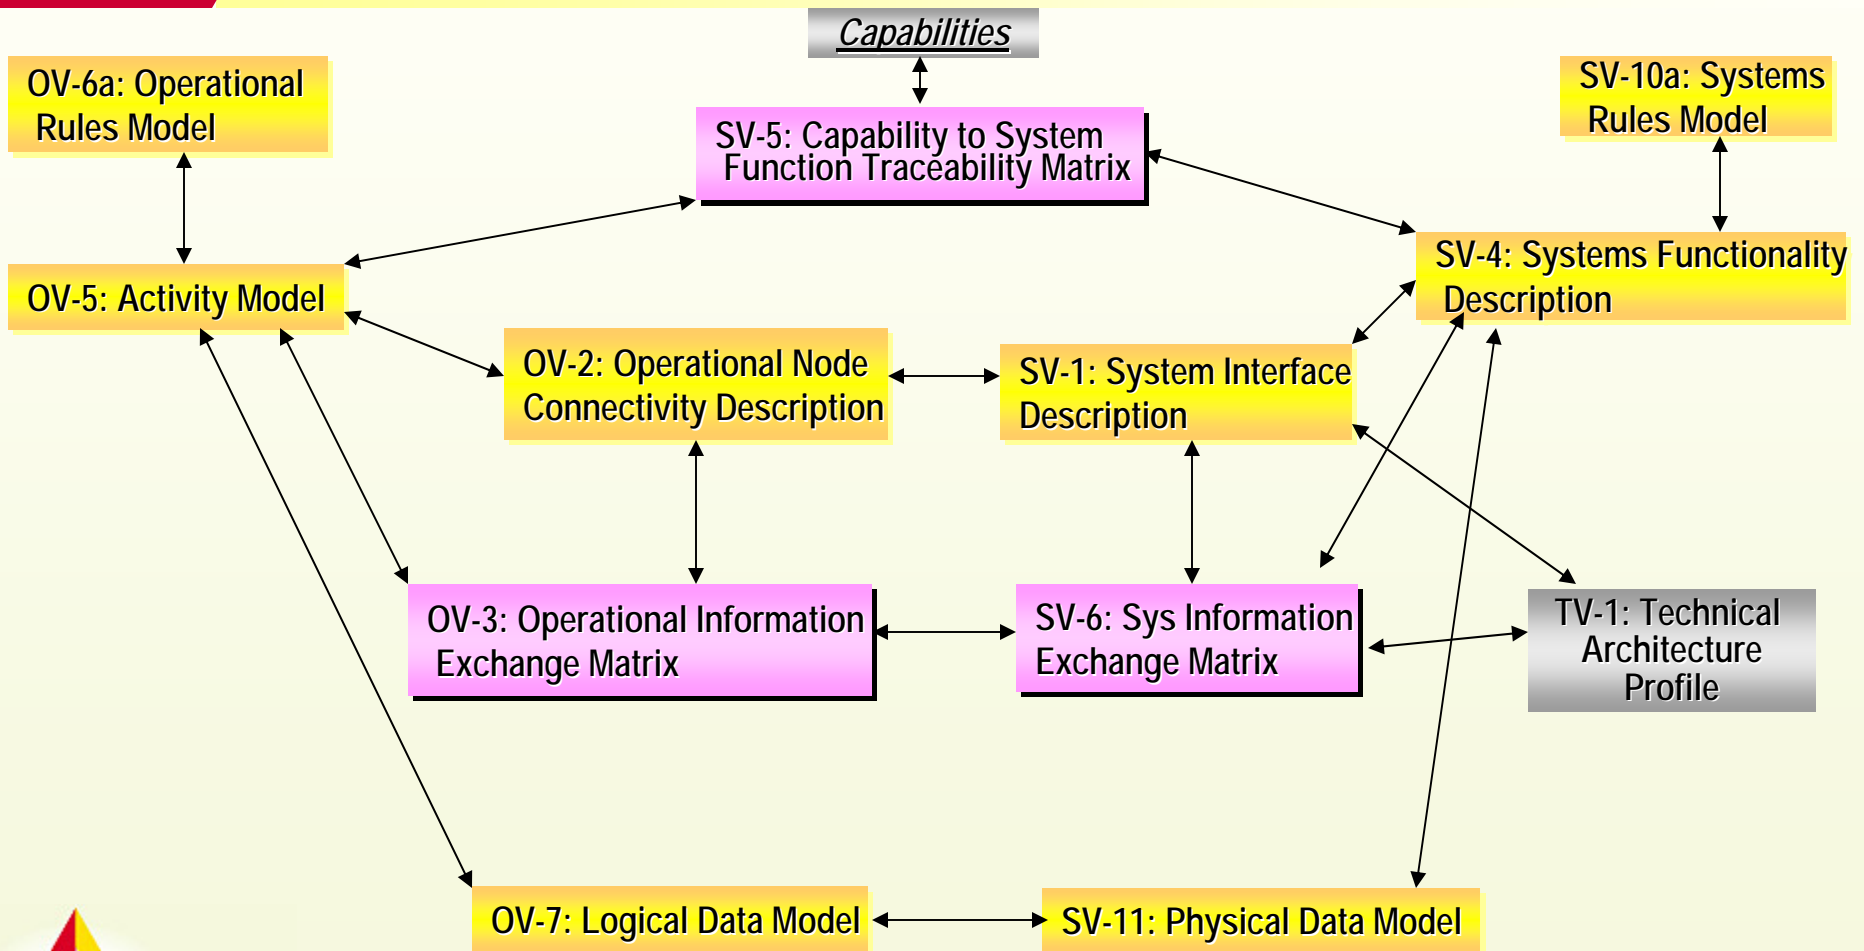 Capabilities
OV-6a: Operational
Rules Model
SV-10a: Systems
Rules Model
SV-5: Capability to System
Function Traceability Matrix
SV-4: Systems Functionality
Description
OV-5: Activity Model
OV-2: Operational Node
Connectivity Description
SV-1: System Interface
Description
OV-3: Operational Information
Exchange Matrix
SV-6: Sys Information
Exchange Matrix
TV-1: Technical
Architecture
Profile
OV-7: Logical Data Model
SV-11: Physical Data Model